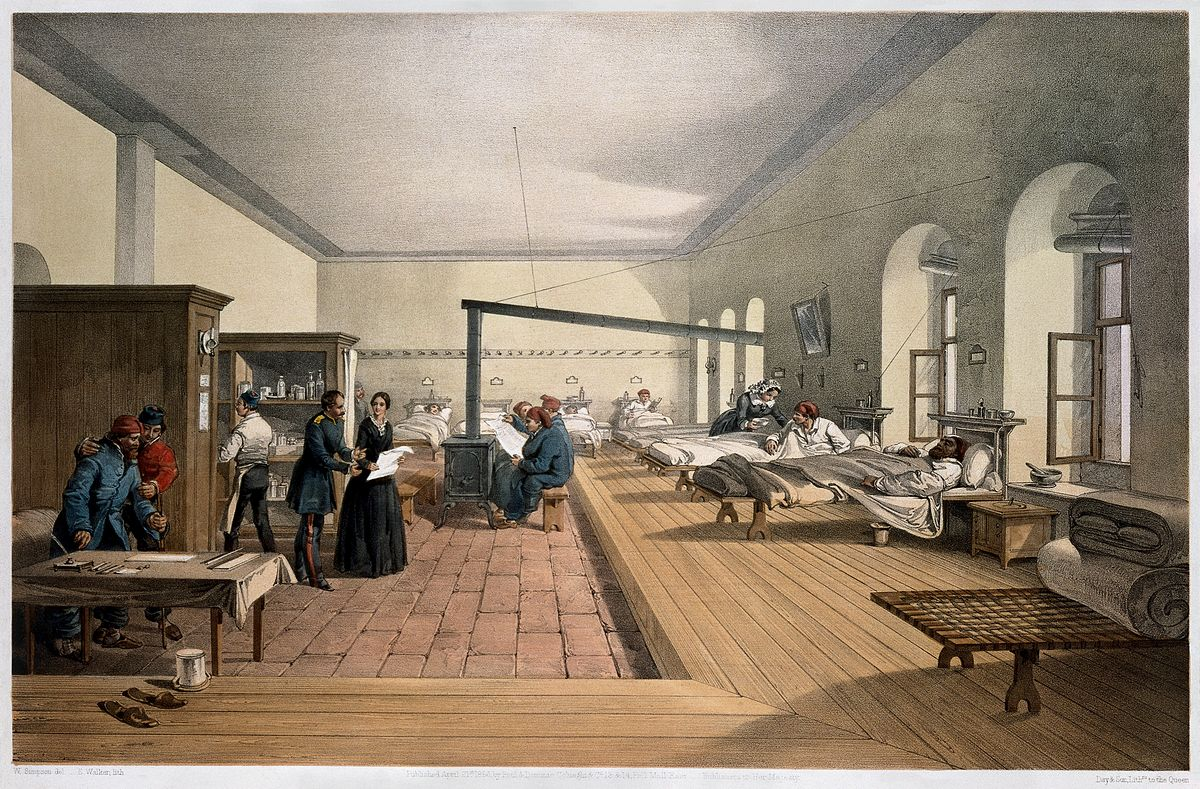 W. Simpson del. E. Walker, lith.
Published April 21st 1856, by Paul & Dominic Colnaghi & Co. 13 & 14, Pall Mall East Publishers to Her Majesty.
Day & Son, Lithrs. to the Queen